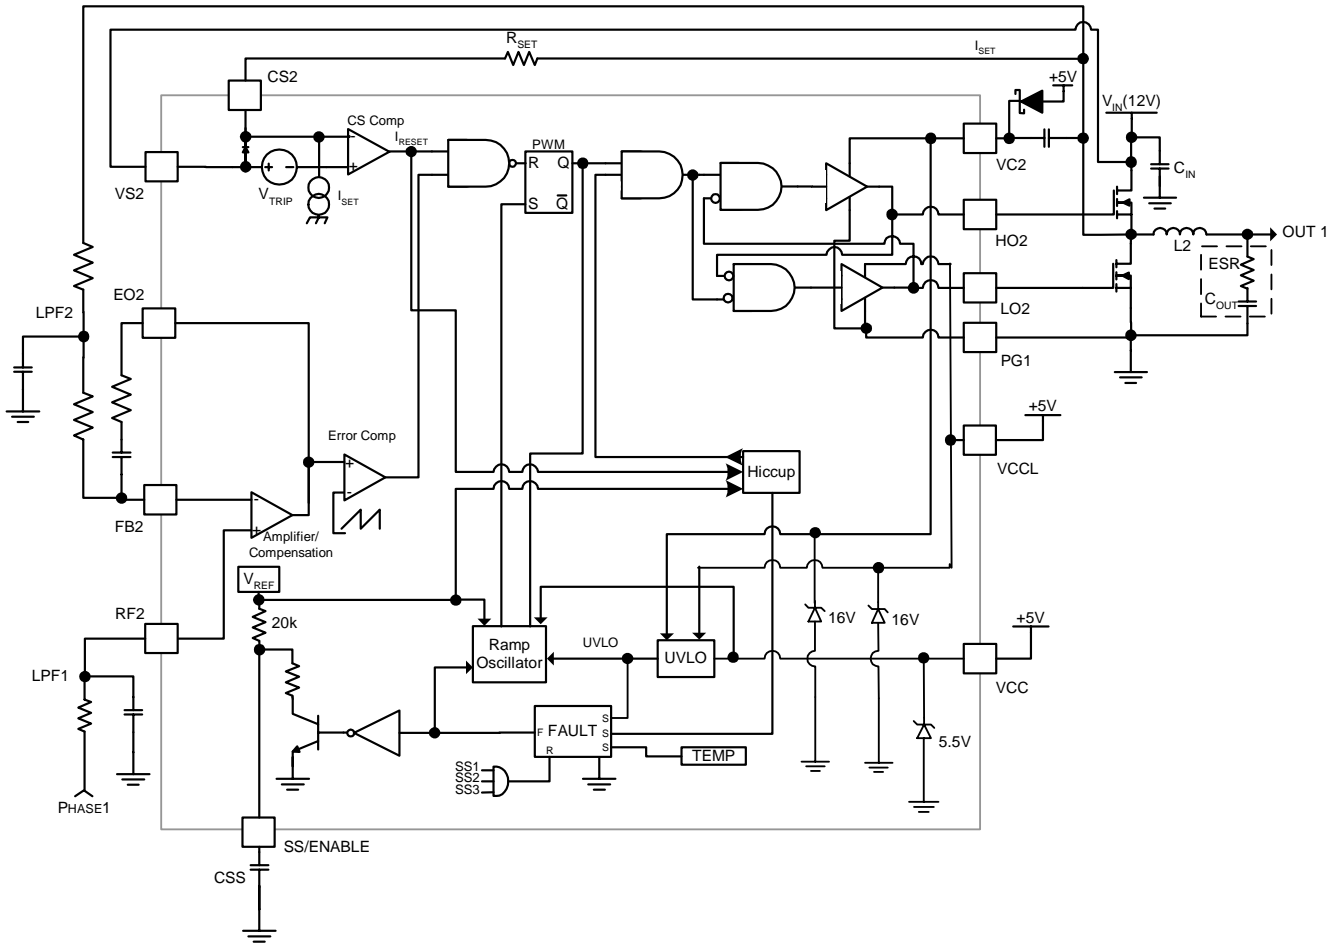 RSET
ISET
CS2
+5V
VIN(12V)
CS Comp
IRESET
PWM
VC2
CIN
VS2
- +
+ -
R Q
S Q̅
VTRIP
ISET
HO2
OUT 1
L2
ESR
COUT
EO2
LPF2
LO2
PG1
+5V
Error Comp
VCCL
Hiccup
+
-
FB2
-
+
Amplifier/
Compensation
VREF
RF2
20k
16V
16V
+5V
Ramp
Oscillator
UVLO
UVLO
VCC
LPF1
5.5V
S
F FAULT S
R S
TEMP
SS1
SS2
SS3
PHASE1
SS/ENABLE
CSS